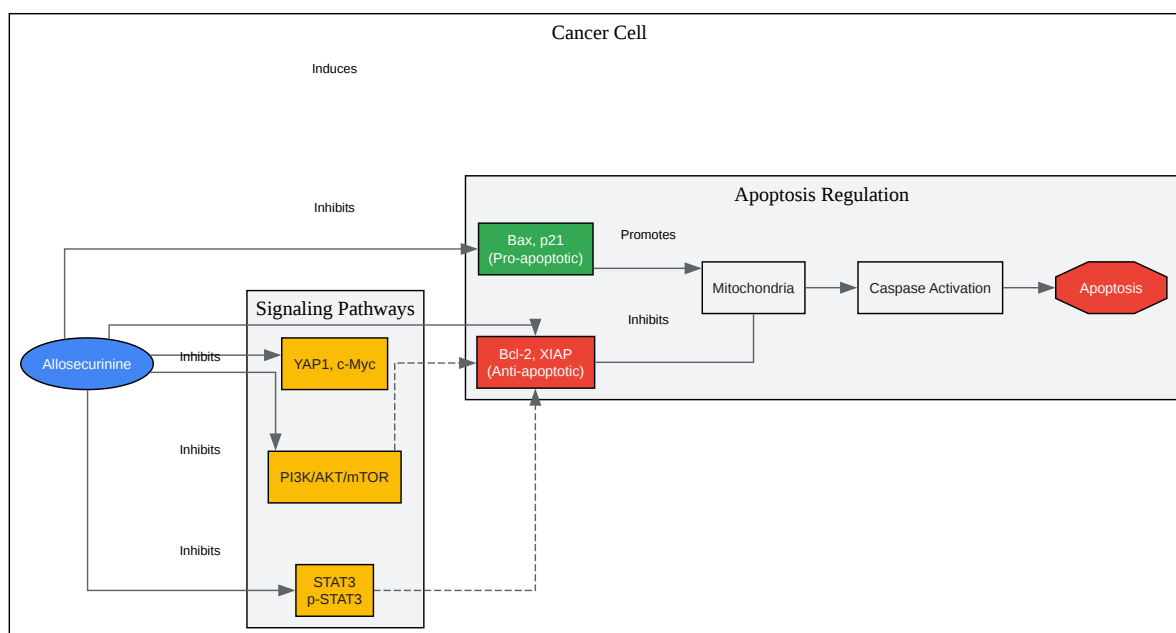 Cancer Cell
Induces
Inhibits
Apoptosis Regulation
Bax, p21
(Pro-apoptotic)
Promotes
Mitochondria
Caspase Activation
Apoptosis
Signaling Pathways
Inhibits
Allosecurinine
Inhibits
YAP1, c-Myc
Bcl-2, XIAP
(Anti-apoptotic)
Inhibits
PI3K/AKT/mTOR
Inhibits
STAT3
p-STAT3